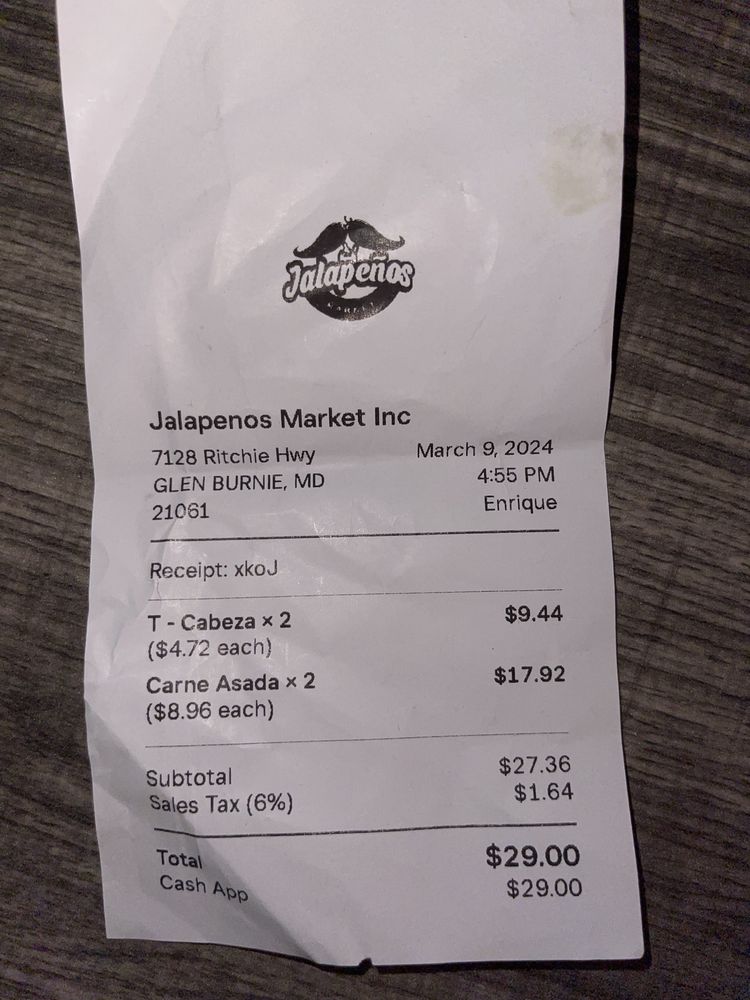 Jalapeños
MARKET
Jalapenos Market Inc
7128 Ritchie Hwy March 9, 2024
GLEN BURNIE, MD 4:55 PM
21061 Enrique
Receipt: xkoJ
T - Cabeza × 2 $9.44
($4.72 each)
Carne Asada × 2 $17.92
($8.96 each)
Subtotal $27.36
Sales Tax (6%) $1.64
Total $29.00
Cash App $29.00